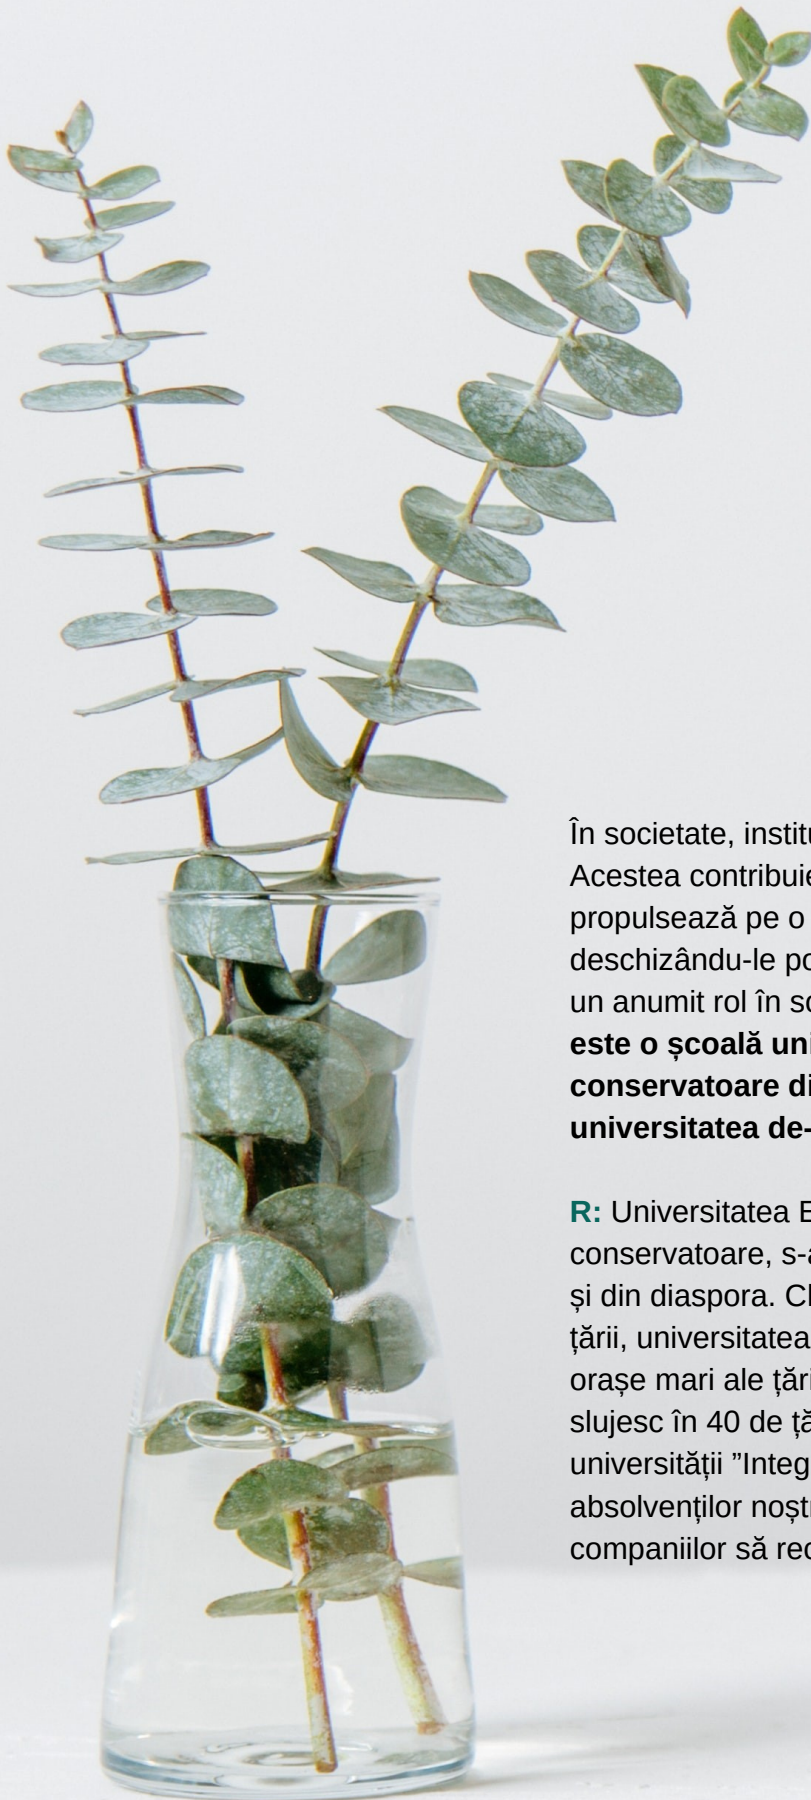 În societate, institu
Acestea contribuie
propulsează pe o
deschizându-le po
un anumit rol în so
este o școală uni
conservatoare di
universitatea de-

R: Universitatea E
conservatoare, s-a
și din diaspora. Cl
țării, universitatea
orașe mari ale țări
slujesc în 40 de ță
universității ”Integ
absolvenților noștr
companiilor să rec